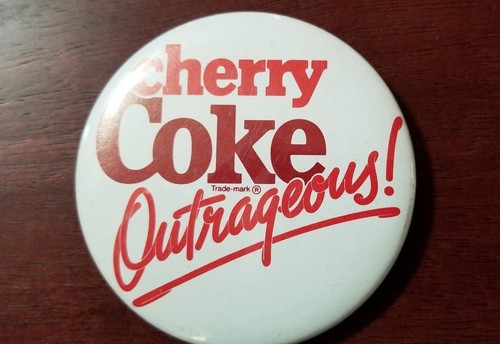 cherry
Coke
Trade-mark ®
Outrageous!